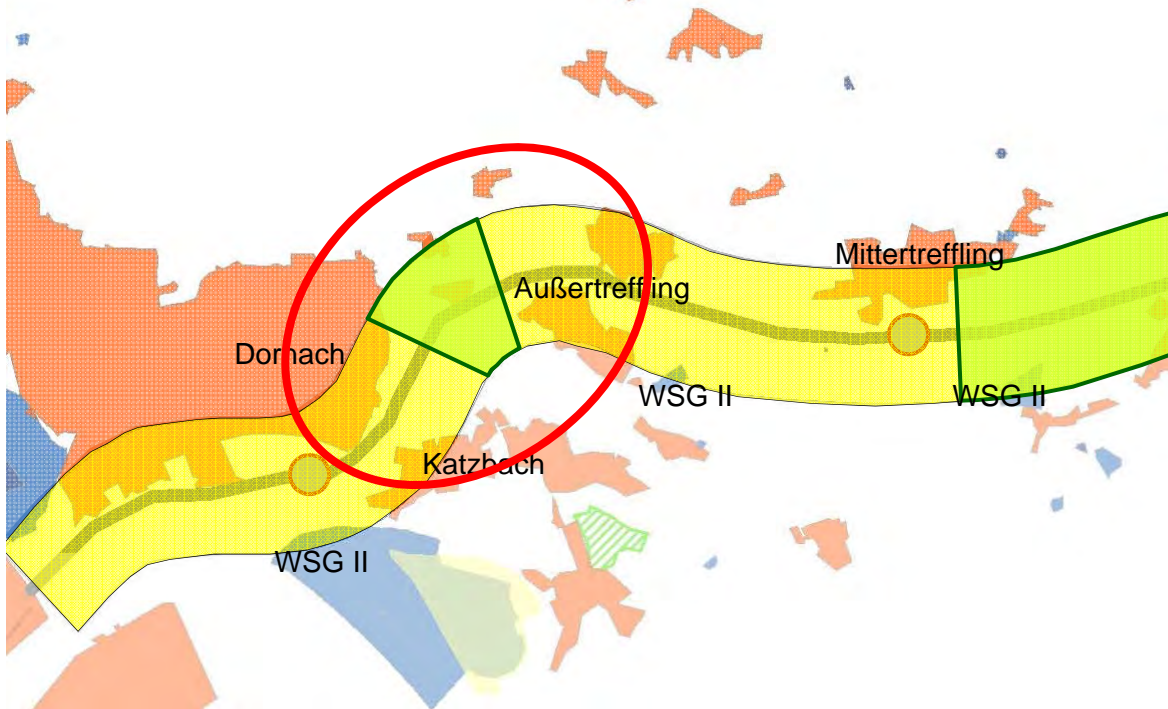 Mittertreffling
Außertreffling
Dornach
WSG II
WSG II
Katzbach
WSG II